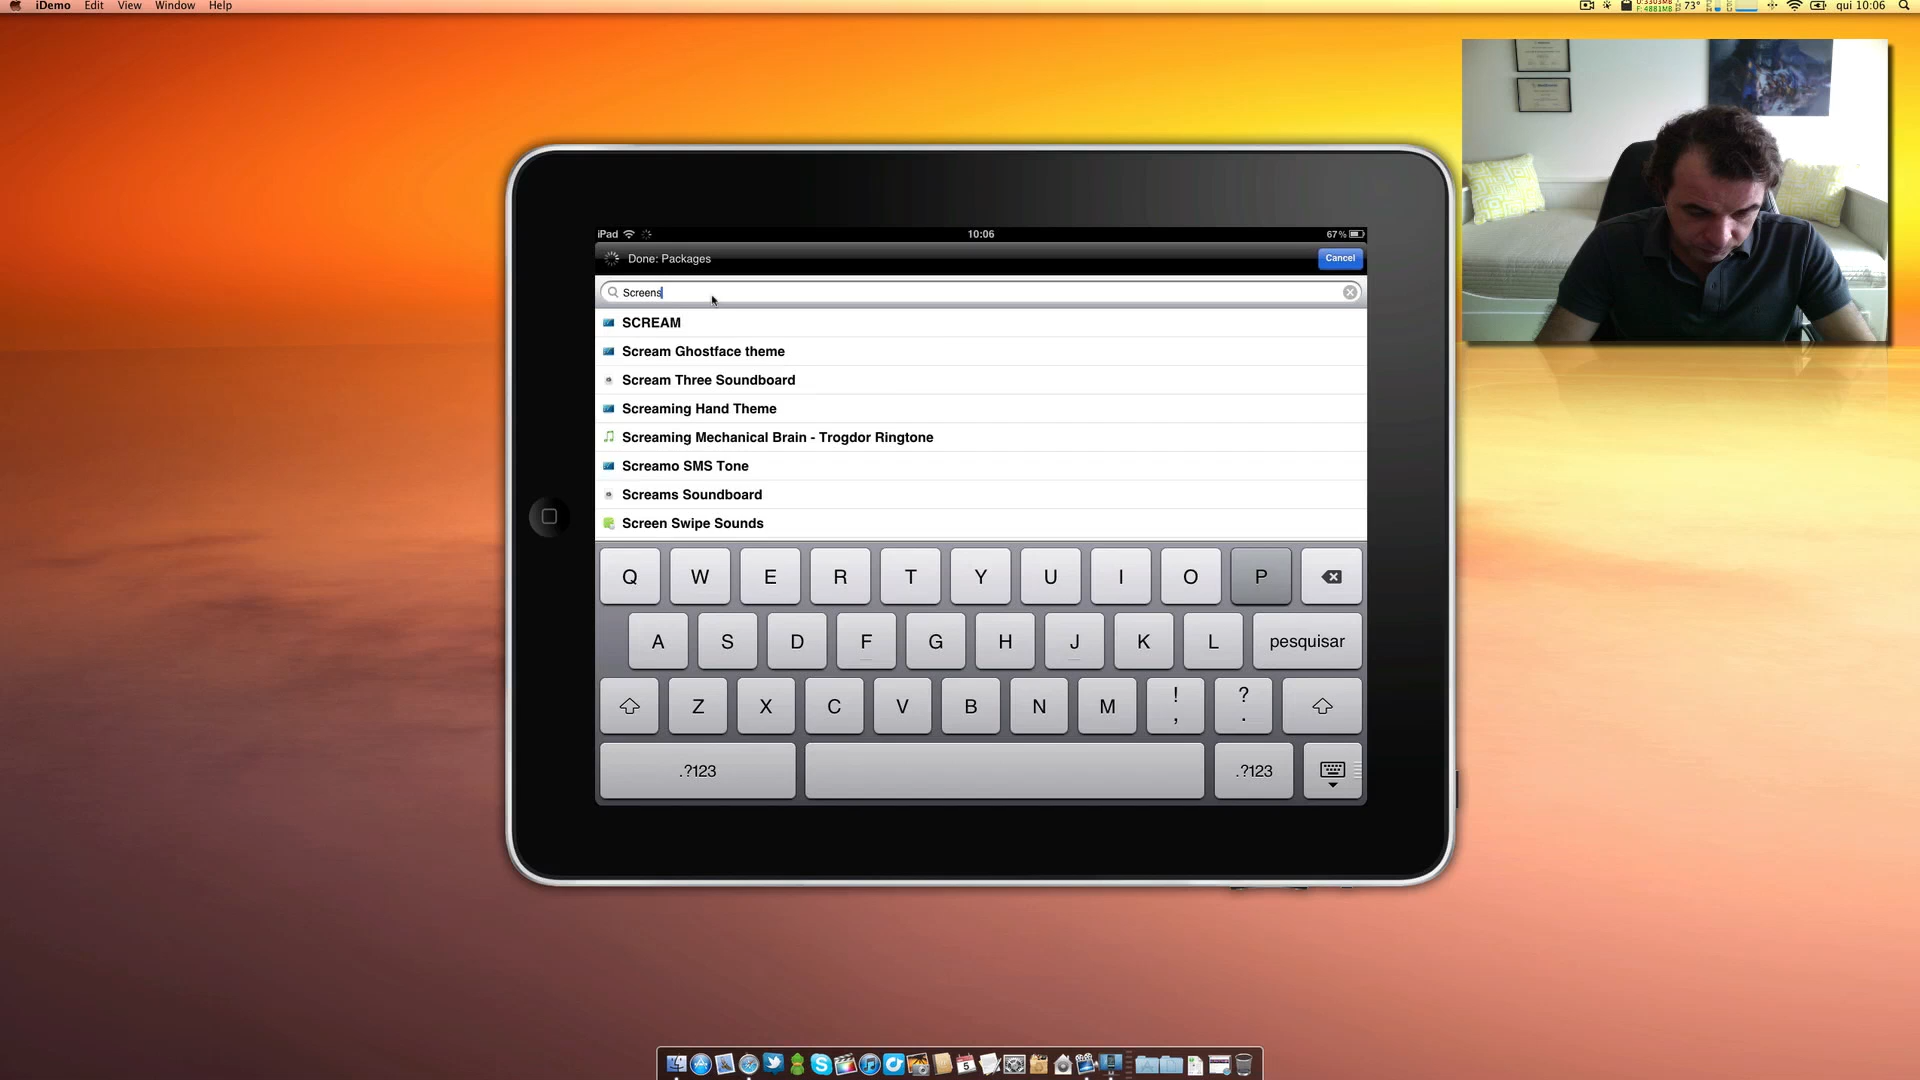 iDemo Edit View Window Help
73° qui 10:06
iPad 10:06 67%
Done: Packages Cancel
Screens
SCREAM
Scream Ghostface theme
Scream Three Soundboard
Screaming Hand Theme
Screaming Mechanical Brain - Trogdor Ringtone
Screamo SMS Tone
Screams Soundboard
Screen Swipe Sounds
Q W E R T Y U I O P
A S D F G H J K L pesquisar
Z X C V B N M ! , ? .
.?123 .?123